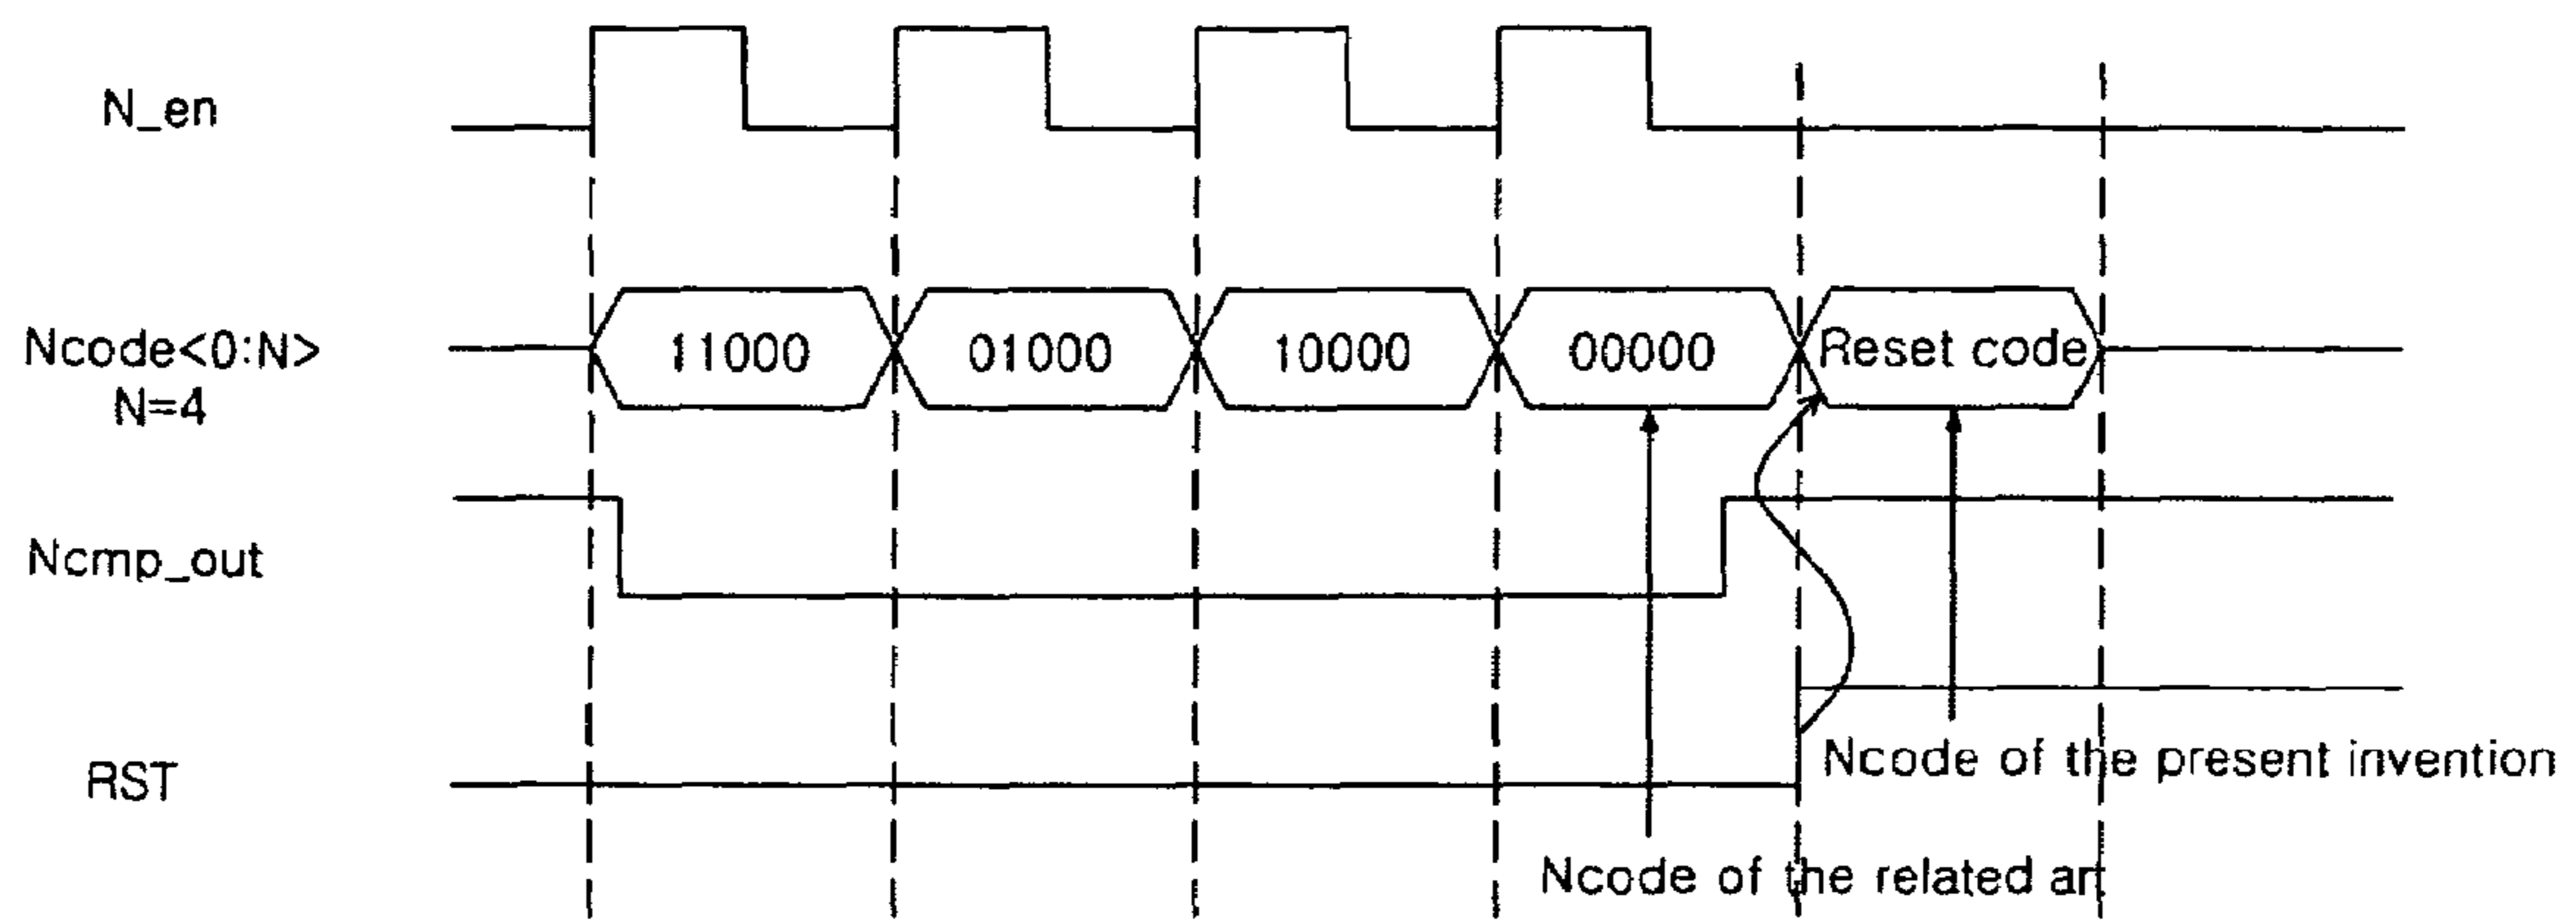 N_en
Ncode<0:N>
N=4
11000
01000
10000
00000
Reset code
Ncmp_out
RST
Ncode of the present invention
Ncode of the related art